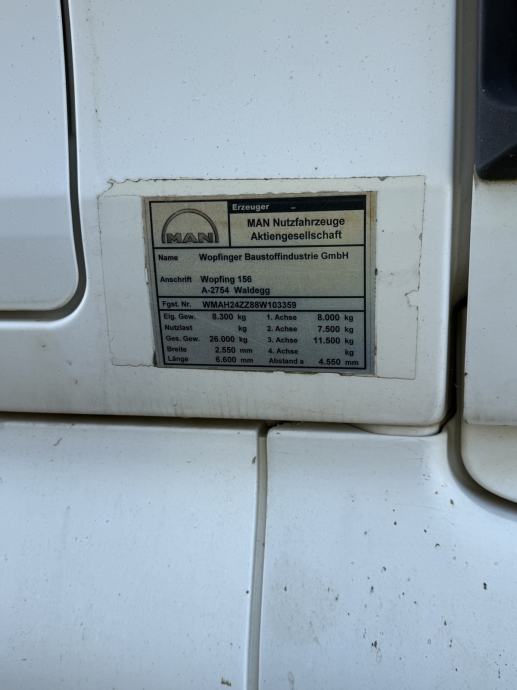 MAN
Erzeuger -
MAN Nutzfahrzeuge
Aktiengesellschaft
Name Wopfinger Baustoffindustrie GmbH
Anschrift Wopfing 156
A-2754 Waldegg
Fgst. Nr. WMAH24ZZ88W103359
Eig. Gew. 8.300 kg 1. Achse 8.000 kg
Nutzlast kg 2. Achse 7.500 kg
Ges. Gew. 26.000 kg 3. Achse 11.500 kg
Breite 2.550 mm 4. Achse kg
Länge 6.600 mm Abstand a 4.550 mm